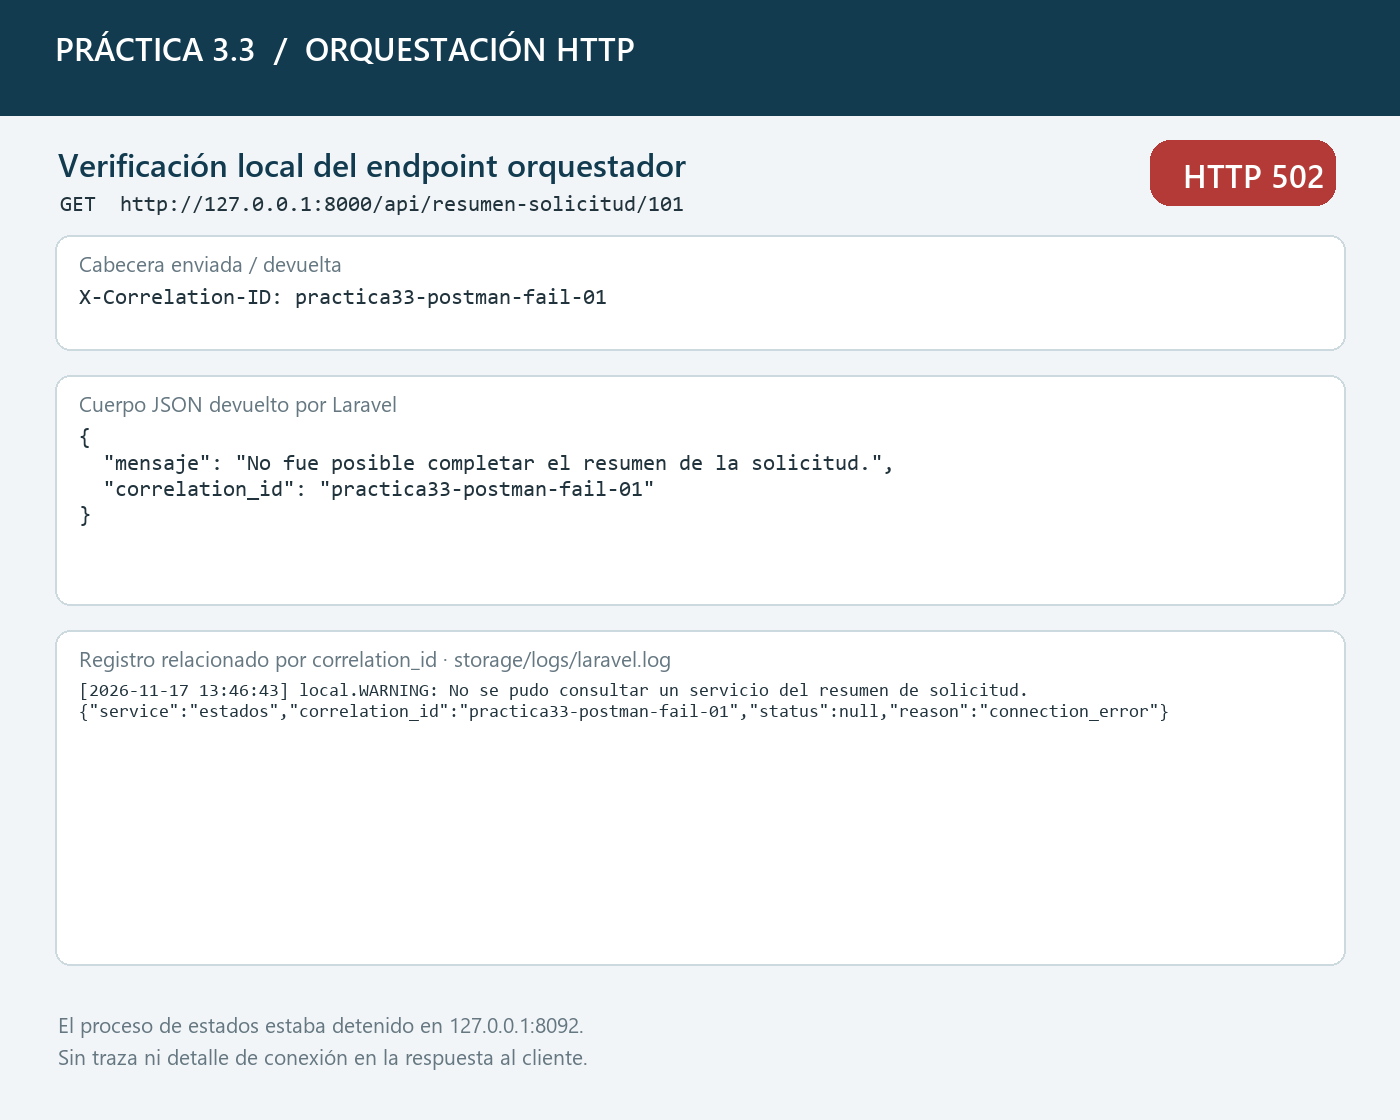 PRÁCTICA 3.3 / ORQUESTACIÓN HTTP
Verificación local del endpoint orquestador
HTTP 502
GET http://127.0.0.1:8000/api/resumen-solicitud/101
Cabecera enviada / devuelta
X-Correlation-ID: practica33-postman-fail-01
Cuerpo JSON devuelto por Laravel
{
  "mensaje": "No fue posible completar el resumen de la solicitud.",
  "correlation_id": "practica33-postman-fail-01"
}
Registro relacionado por correlation_id · storage/logs/laravel.log
[2026-11-17 13:46:43] local.WARNING: No se pudo consultar un servicio del resumen de solicitud.
{"service":"estados","correlation_id":"practica33-postman-fail-01","status":null,"reason":"connection_error"}
El proceso de estados estaba detenido en 127.0.0.1:8092.
Sin traza ni detalle de conexión en la respuesta al cliente.